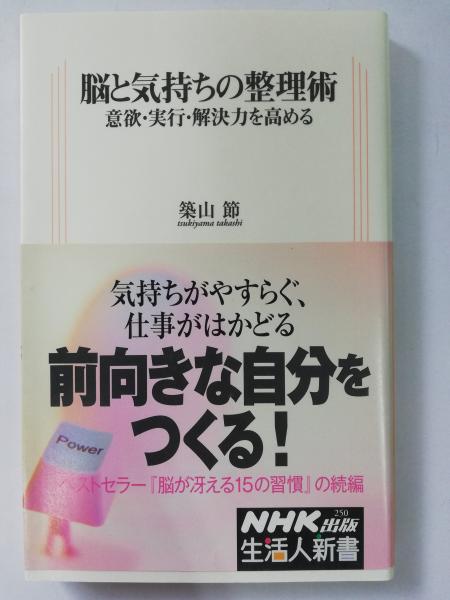 脳と気持ちの整理術
意欲・実行・解決力を高める
築山 節
tsukiyama takashi
気持ちがやすらぐ、
仕事がはかどる
前向きな自分を
つくる！
Power
ベストセラー『脳が冴える15の習慣』の続編
250
NHK出版
生活人新書